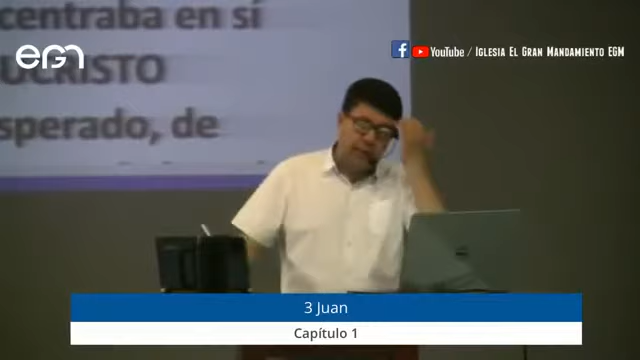 centraba en sí
UCRISTO
sperado, de
EGM
YouTube / Iglesia El Gran Mandamiento EGM
3 Juan
Capítulo 1